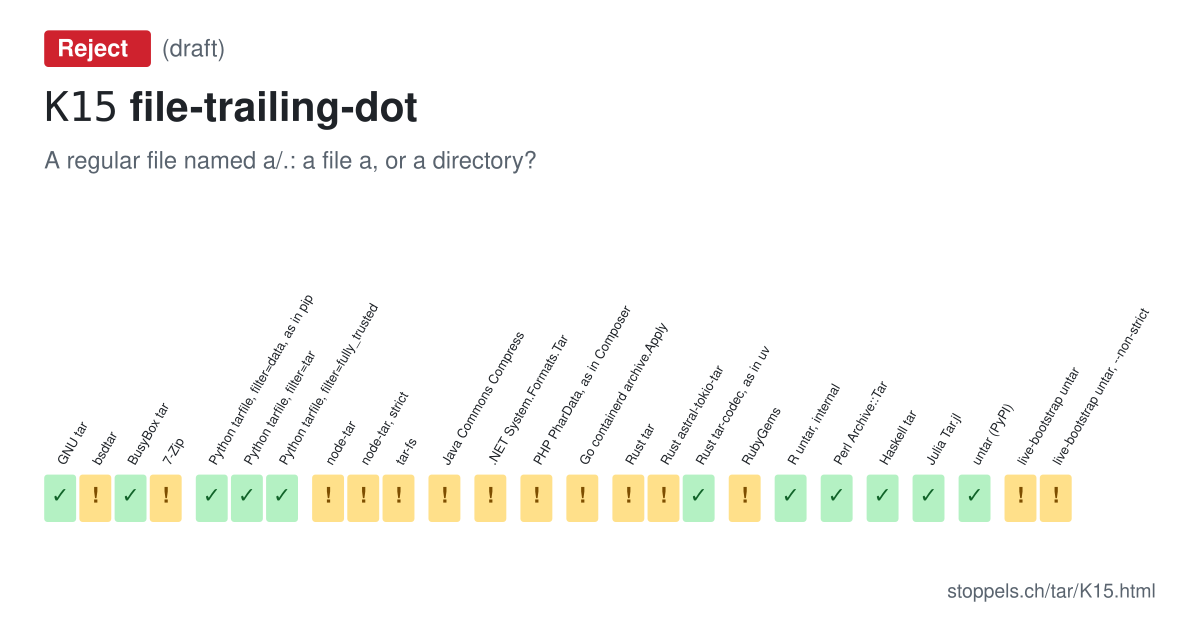 Reject (draft)
K15 file-trailing-dot
A regular file named a/.: a file a, or a directory?
GNU tar
bsdtar
BusyBox tar
7-Zip
Python tarfile, filter=data, as in pip
Python tarfile, filter=tar
Python tarfile, filter=fully_trusted
node-tar
node-tar, strict
tar-fs
Java Commons Compress
.NET System.Formats.Tar
PHP PharData, as in Composer
Go containerd archive.Apply
Rust tar
Rust astral-tokio-tar
Rust tar-codec, as in uv
RubyGems
R untar, internal
Perl Archive::Tar
Haskell tar
Julia Tar.jl
untar (PyPI)
live-bootstrap untar
live-bootstrap untar, --non-strict
✓ ! ✓ ! ✓ ✓ ✓ ! ! ! ! ! ! ! ! ! ✓ ! ✓ ✓ ✓ ✓ ✓ ! !
stoppels.ch/tar/K15.html